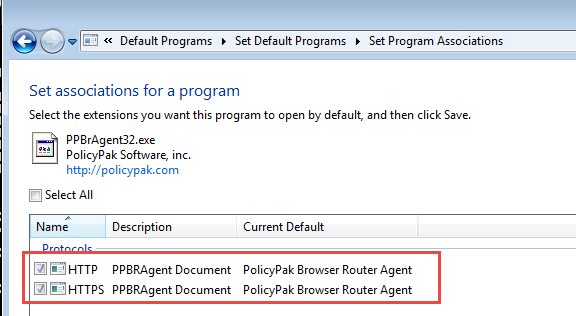 « Default Programs ▸ Set Default Programs ▸ Set Program Associations
Set associations for a program
Select the extensions you want this program to open by default, and then click Save.
PPBrAgent32.exe
PolicyPak Software, inc.
http://policypak.com
Select All
Name Description Current Default
Protocols
HTTP PPBRAgent Document PolicyPak Browser Router Agent
HTTPS PPBRAgent Document PolicyPak Browser Router Agent